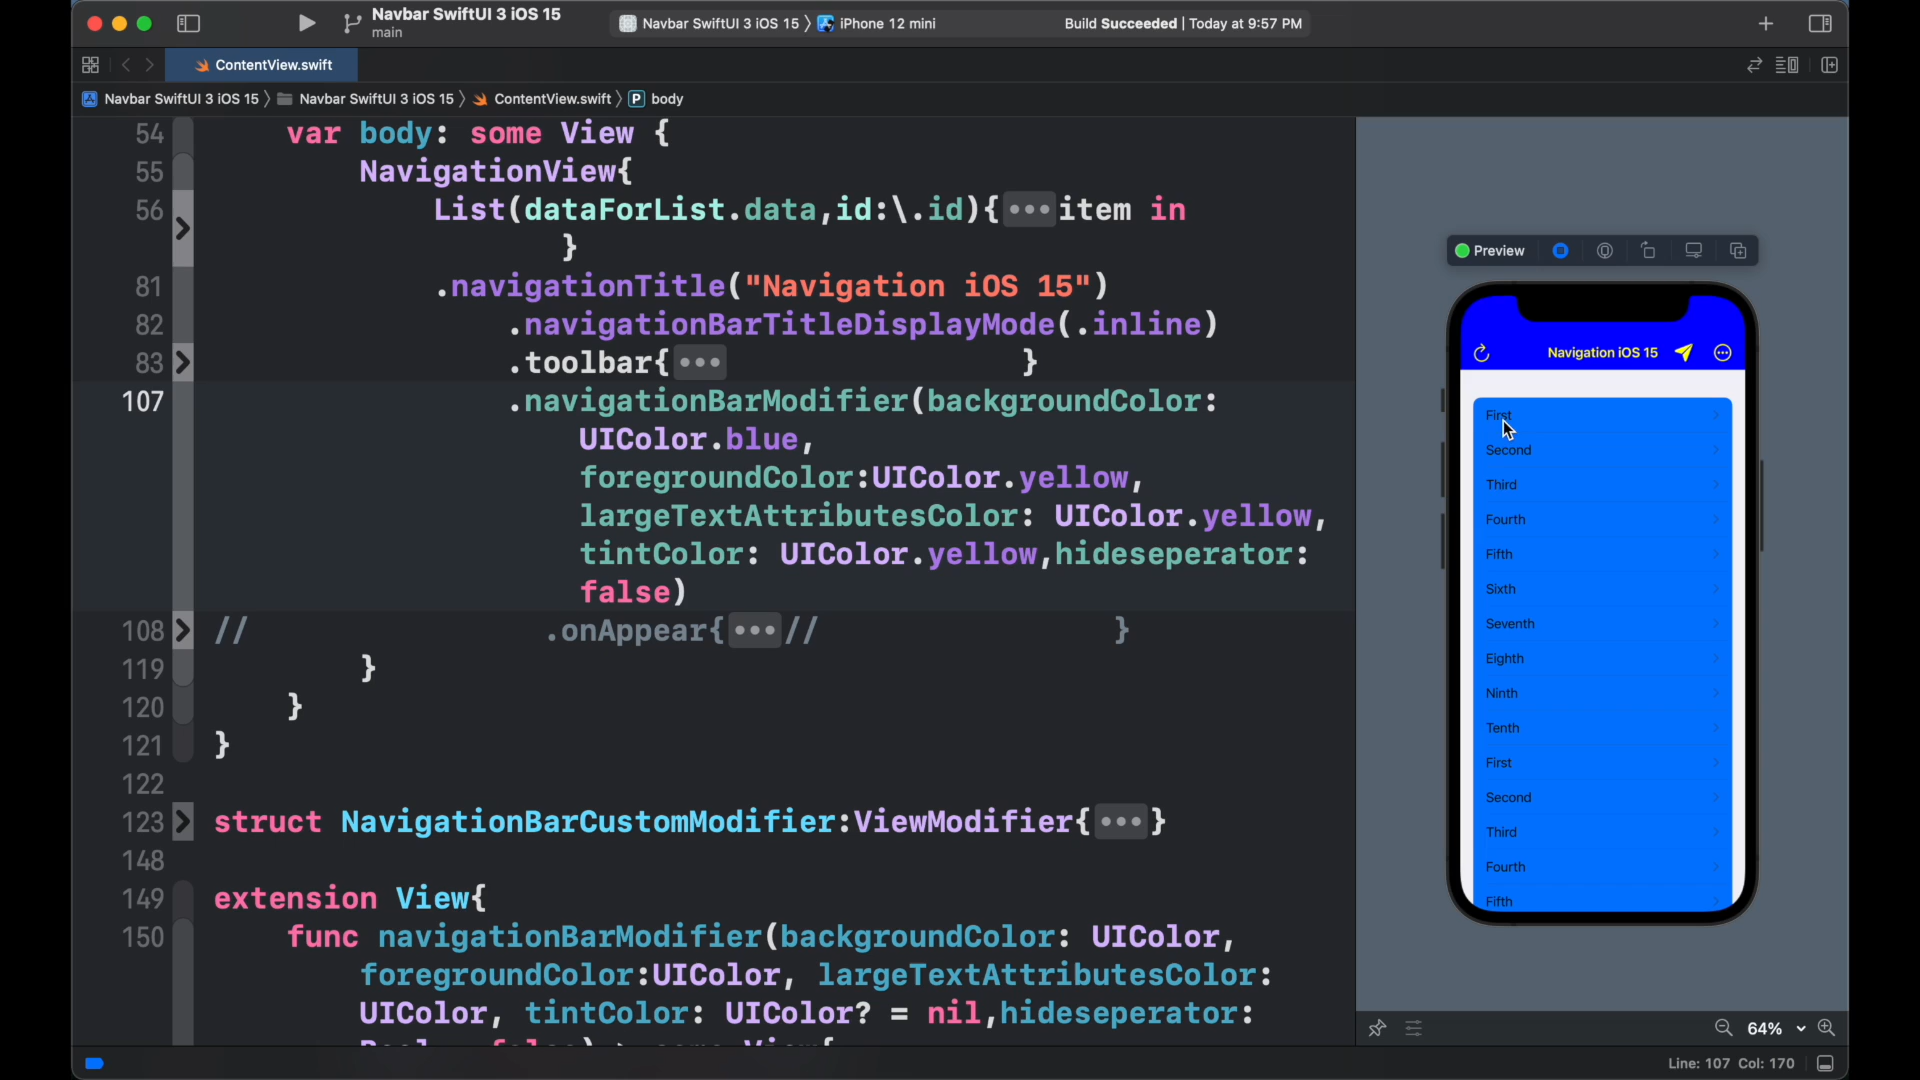 Navbar SwiftUI 3 iOS 15
main
Navbar SwiftUI 3 iOS 15 〉 iPhone 12 mini
Build Succeeded | Today at 9:57 PM
ContentView.swift
Navbar SwiftUI 3 iOS 15 〉 Navbar SwiftUI 3 iOS 15 〉 ContentView.swift 〉 P body
54 var body: some View {
55 NavigationView{
56 List(dataForList.data,id:\.id){•••item in
}
81 .navigationTitle("Navigation iOS 15")
82 .navigationBarTitleDisplayMode(.inline)
83 .toolbar{••• }
107 .navigationBarModifier(backgroundColor:
UIColor.blue,
foregroundColor:UIColor.yellow,
largeTextAttributesColor: UIColor.yellow,
tintColor: UIColor.yellow,hideseperator:
false)
108 // .onAppear{•••// }
119 }
120 }
121 }
122
123 struct NavigationBarCustomModifier:ViewModifier{•••}
148
149 extension View{
150 func navigationBarModifier(backgroundColor: UIColor,
foregroundColor:UIColor, largeTextAttributesColor:
UIColor, tintColor: UIColor? = nil,hideseperator:
Preview
Navigation iOS 15
First
Second
Third
Fourth
Fifth
Sixth
Seventh
Eighth
Ninth
Tenth
First
Second
Third
Fourth
Fifth
64%
Line: 107 Col: 170